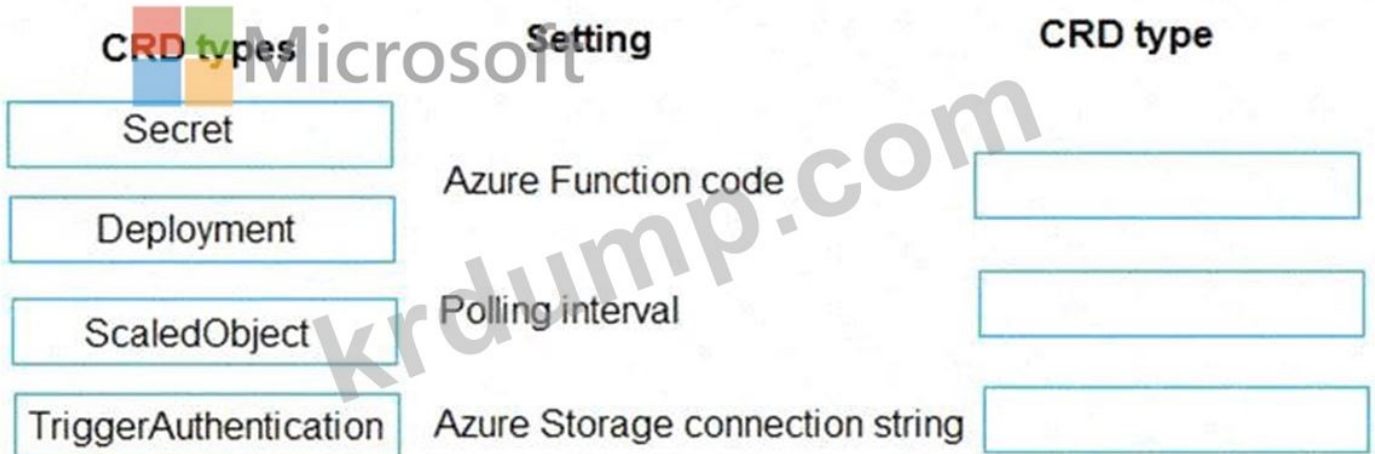 CRD types
Microsoft
Setting
CRD type
Secret
Deployment
ScaledObject
TriggerAuthentication
Azure Function code
Polling interval
Azure Storage connection string
krdump.com